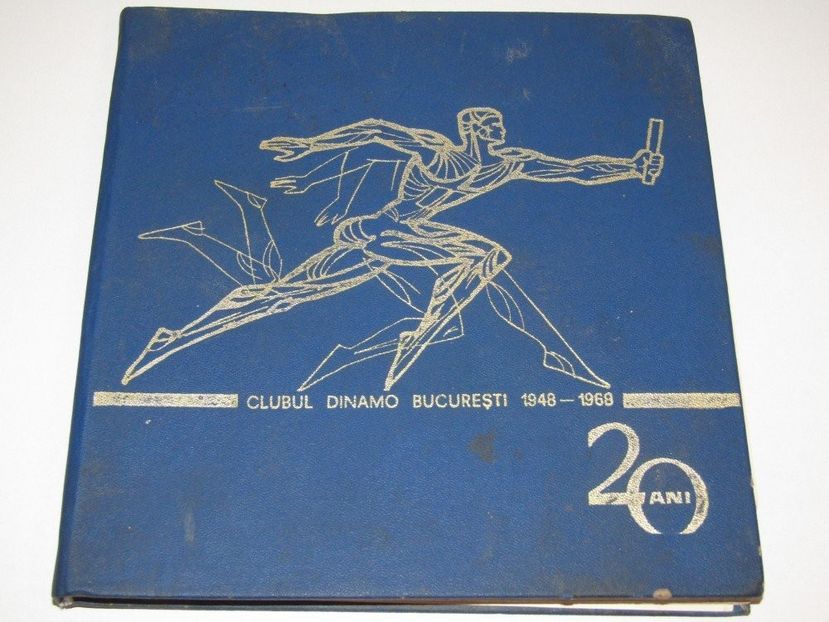 CLUBUL DINAMO BUCUREȘTI 1948 — 1968
20 ANI